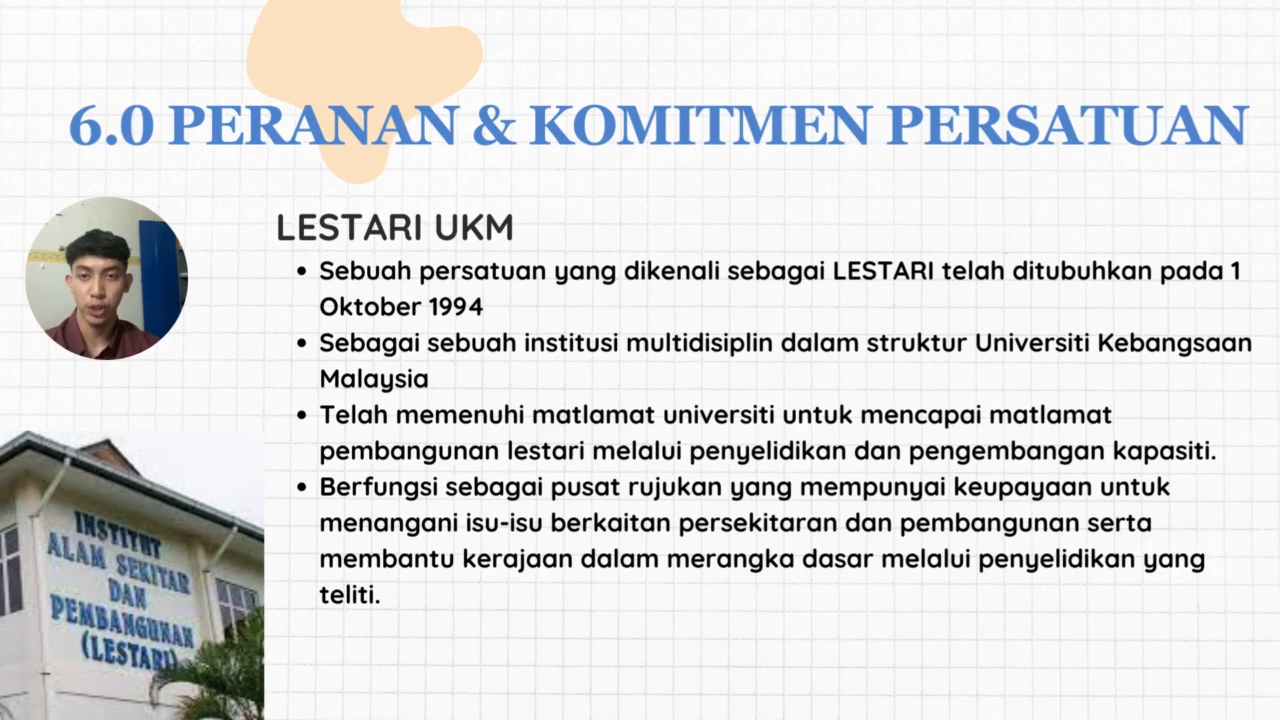 6.0 PERANAN & KOMITMEN PERSATUAN
LESTARI UKM
• Sebuah persatuan yang dikenali sebagai LESTARI telah ditubuhkan pada 1
Oktober 1994
• Sebagai sebuah institusi multidisiplin dalam struktur Universiti Kebangsaan
Malaysia
• Telah memenuhi matlamat universiti untuk mencapai matlamat
pembangunan lestari melalui penyelidikan dan pengembangan kapasiti.
• Berfungsi sebagai pusat rujukan yang mempunyai keupayaan untuk
menangani isu-isu berkaitan persekitaran dan pembangunan serta
membantu kerajaan dalam merangka dasar melalui penyelidikan yang
teliti.
INSTITUT
ALAM SEKITAR
DAN
PEMBANGUNAN
(LESTARI)